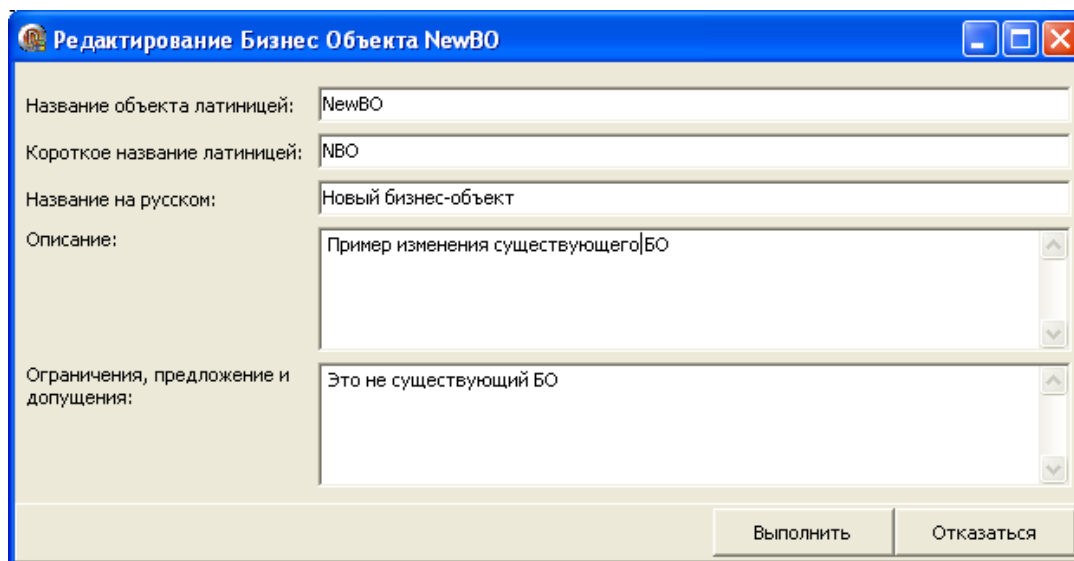 Редактирование Бизнес Объекта NewBO
Название объекта латиницей: NewBO
Короткое название латиницей: NBO
Название на русском: Новый бизнес-объект
Описание: Пример изменения существующего БО
Ограничения, предложение и Это не существующий БО
допущения:
Выполнить Отказаться